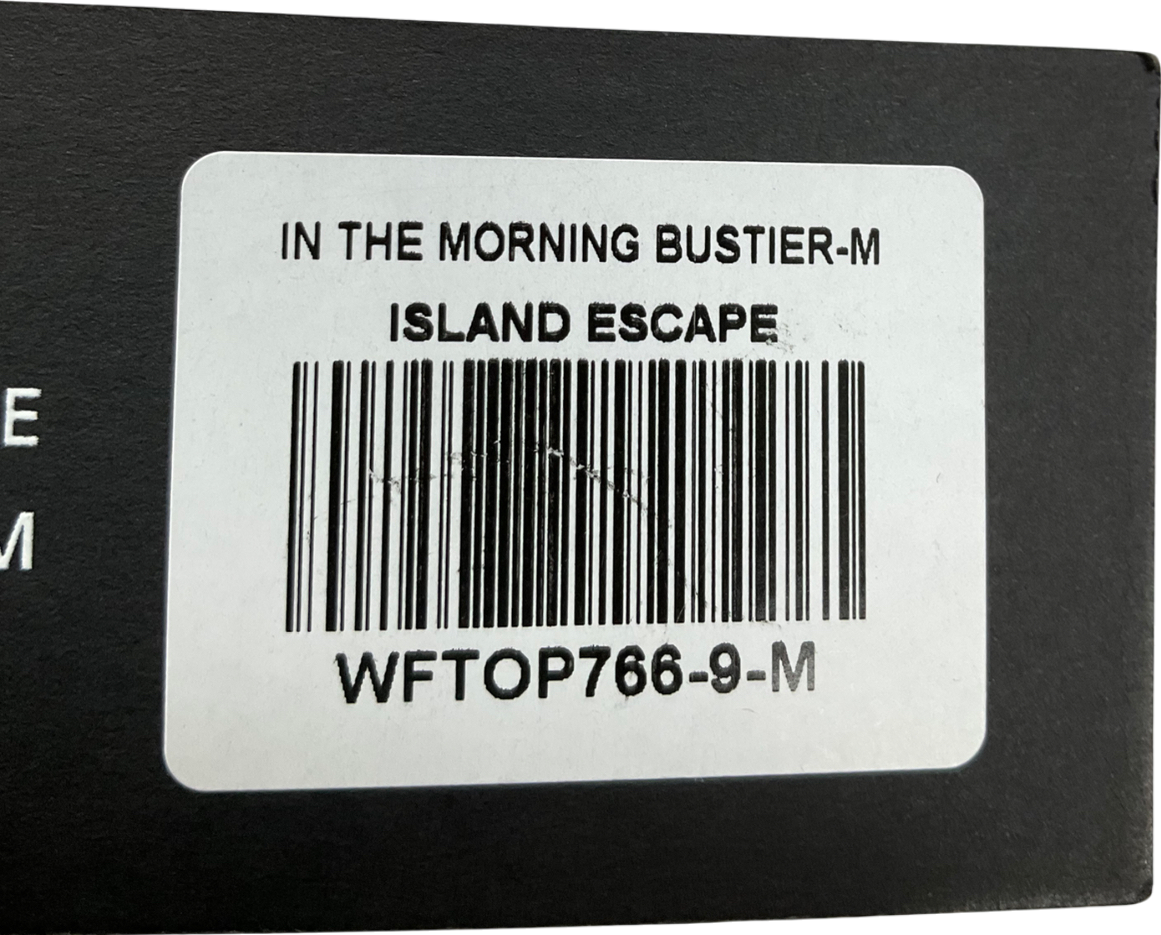 IN THE MORNING BUSTIER-M
ISLAND ESCAPE
WFTOP766-9-M
E
M